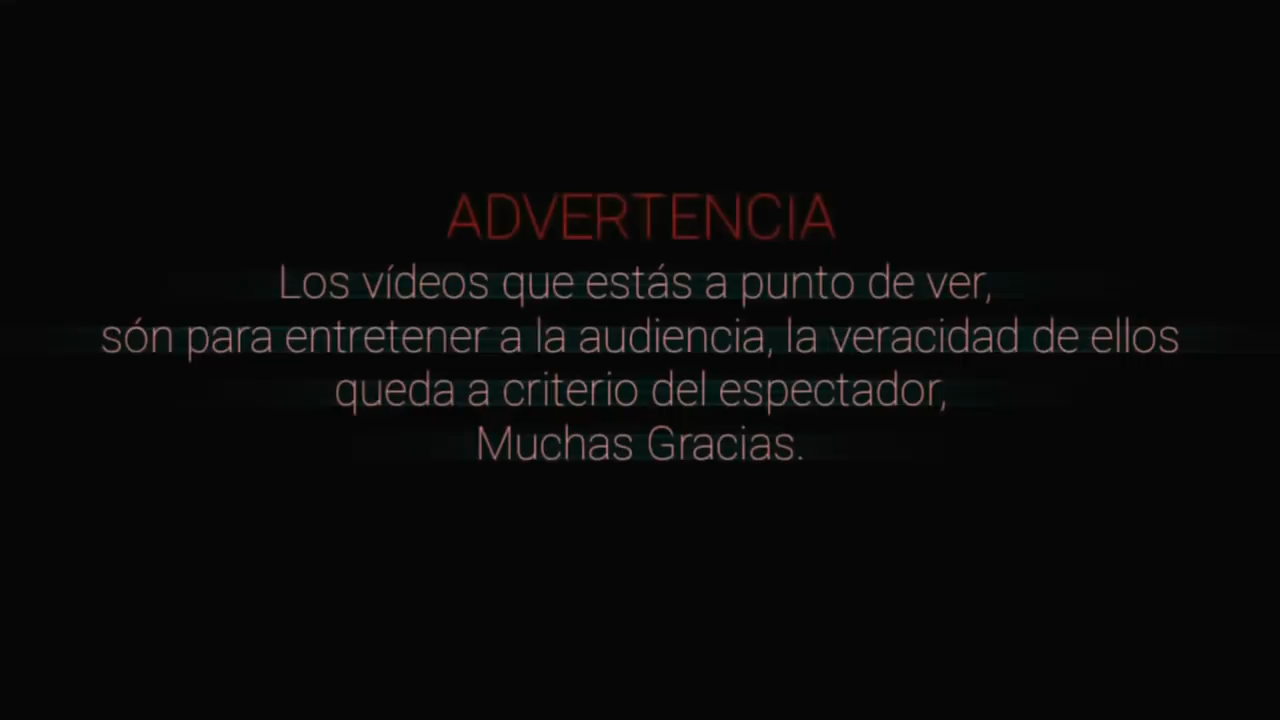 ADVERTENCIA
Los vídeos que estás a punto de ver,
són para entretener a la audiencia, la veracidad de ellos
queda a criterio del espectador,
Muchas Gracias.